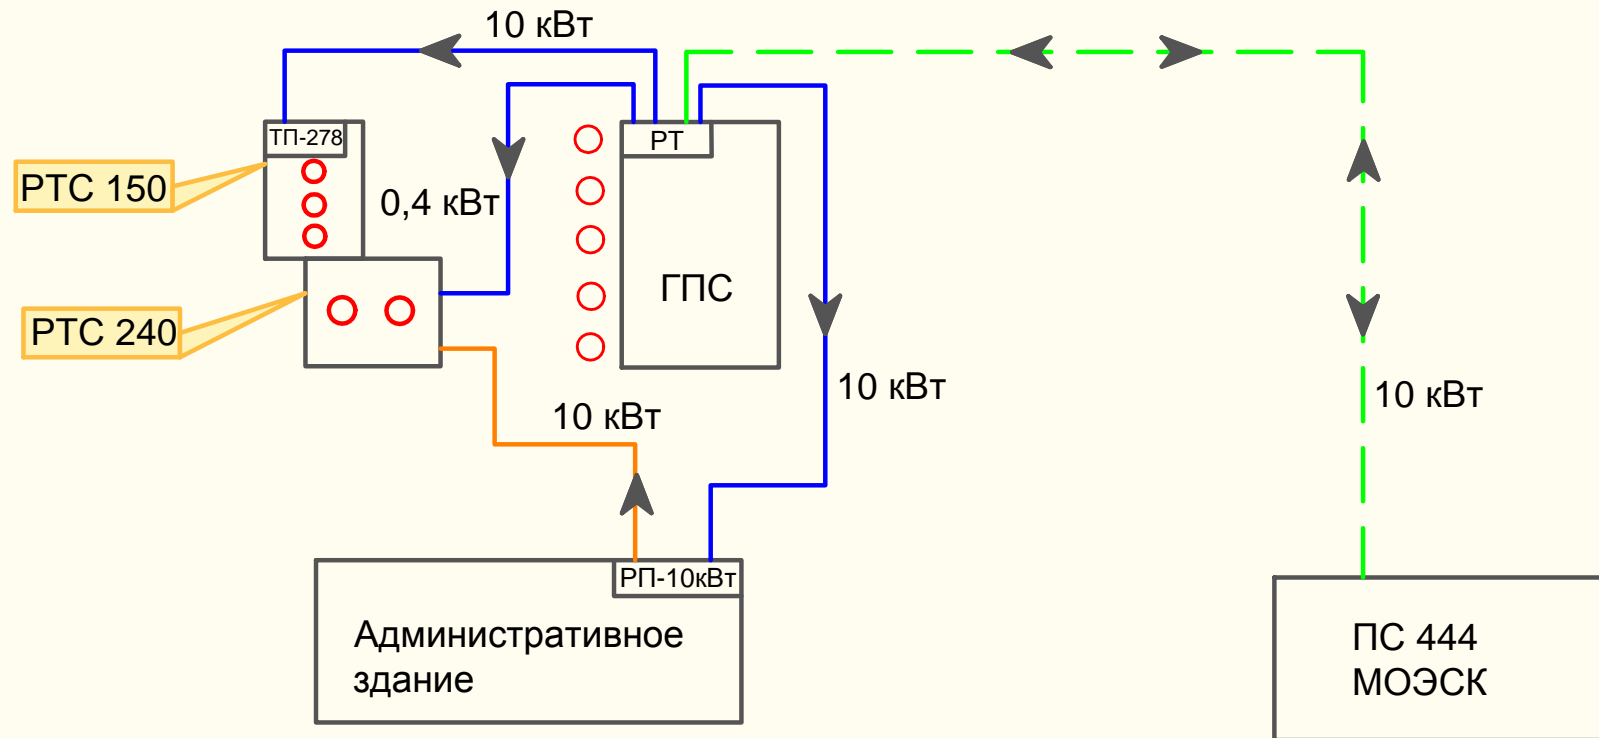 10 кВт
ТП-278
РТ
РТС 150
0,4 кВт
ГПС
РТС 240
10 кВт
10 кВт
10 кВт
РП-10кВт
Административное
здание
ПС 444
МОЭСК